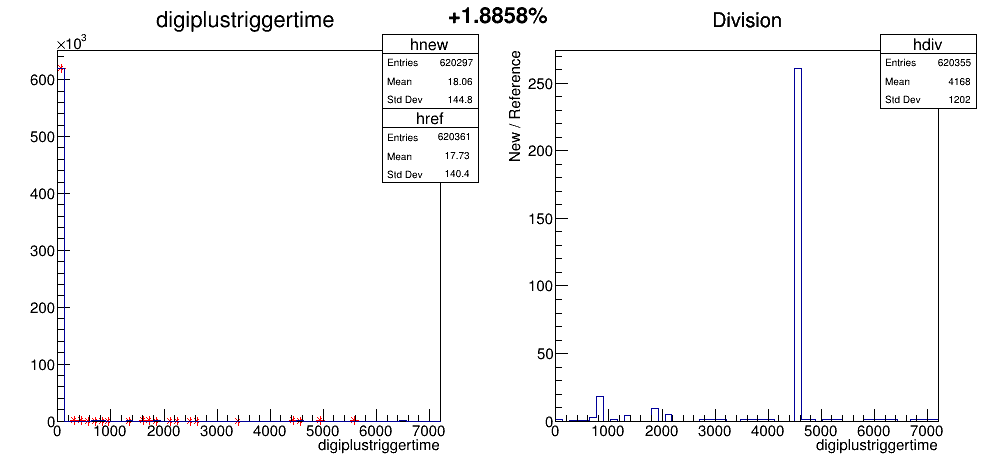 digiplustriggertime
+1.8858%
Division
×10³
hnew
Entries 620297
Mean 18.06
Std Dev 144.8
href
Entries 620361
Mean 17.73
Std Dev 140.4
600
500
400
300
200
100
0
0 1000 2000 3000 4000 5000 6000 7000
digiplustriggertime
hdiv
Entries 620355
Mean 4168
Std Dev 1202
New / Reference
250
200
150
100
50
0
0 1000 2000 3000 4000 5000 6000 7000
digiplustriggertime